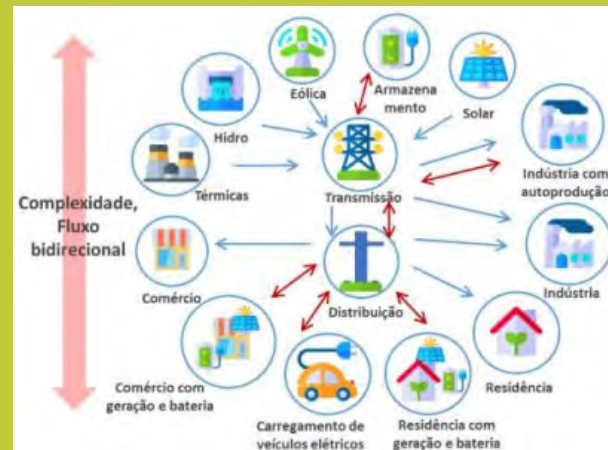 Eólica
Armazena
mento
Solar
Hidro
Térmicas
Transmissão
Indústria com
autoprodução
Complexidade,
Fluxo
bidirecional
Comércio
Distribuição
Indústria
Comércio com
geração e bateria
Carregamento de
veículos elétricos
Residência com
geração e bateria
Residência